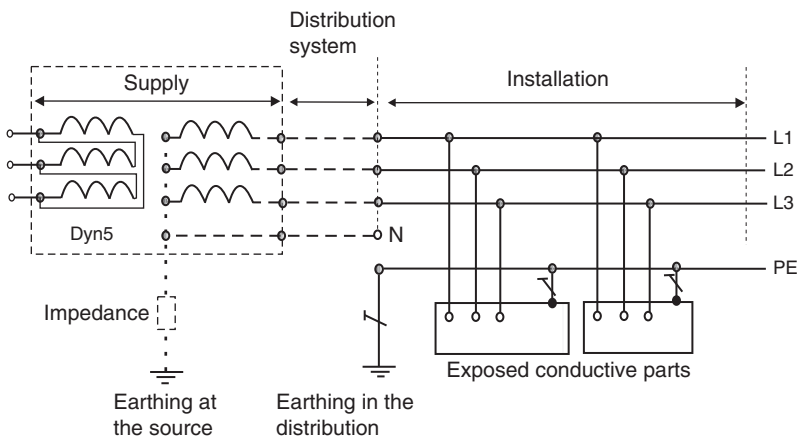 Distribution
system
Supply
Installation
L1
L2
L3
Dyn5
N
PE
Impedance
Exposed conductive parts
Earthing at
the source
Earthing in the
distribution